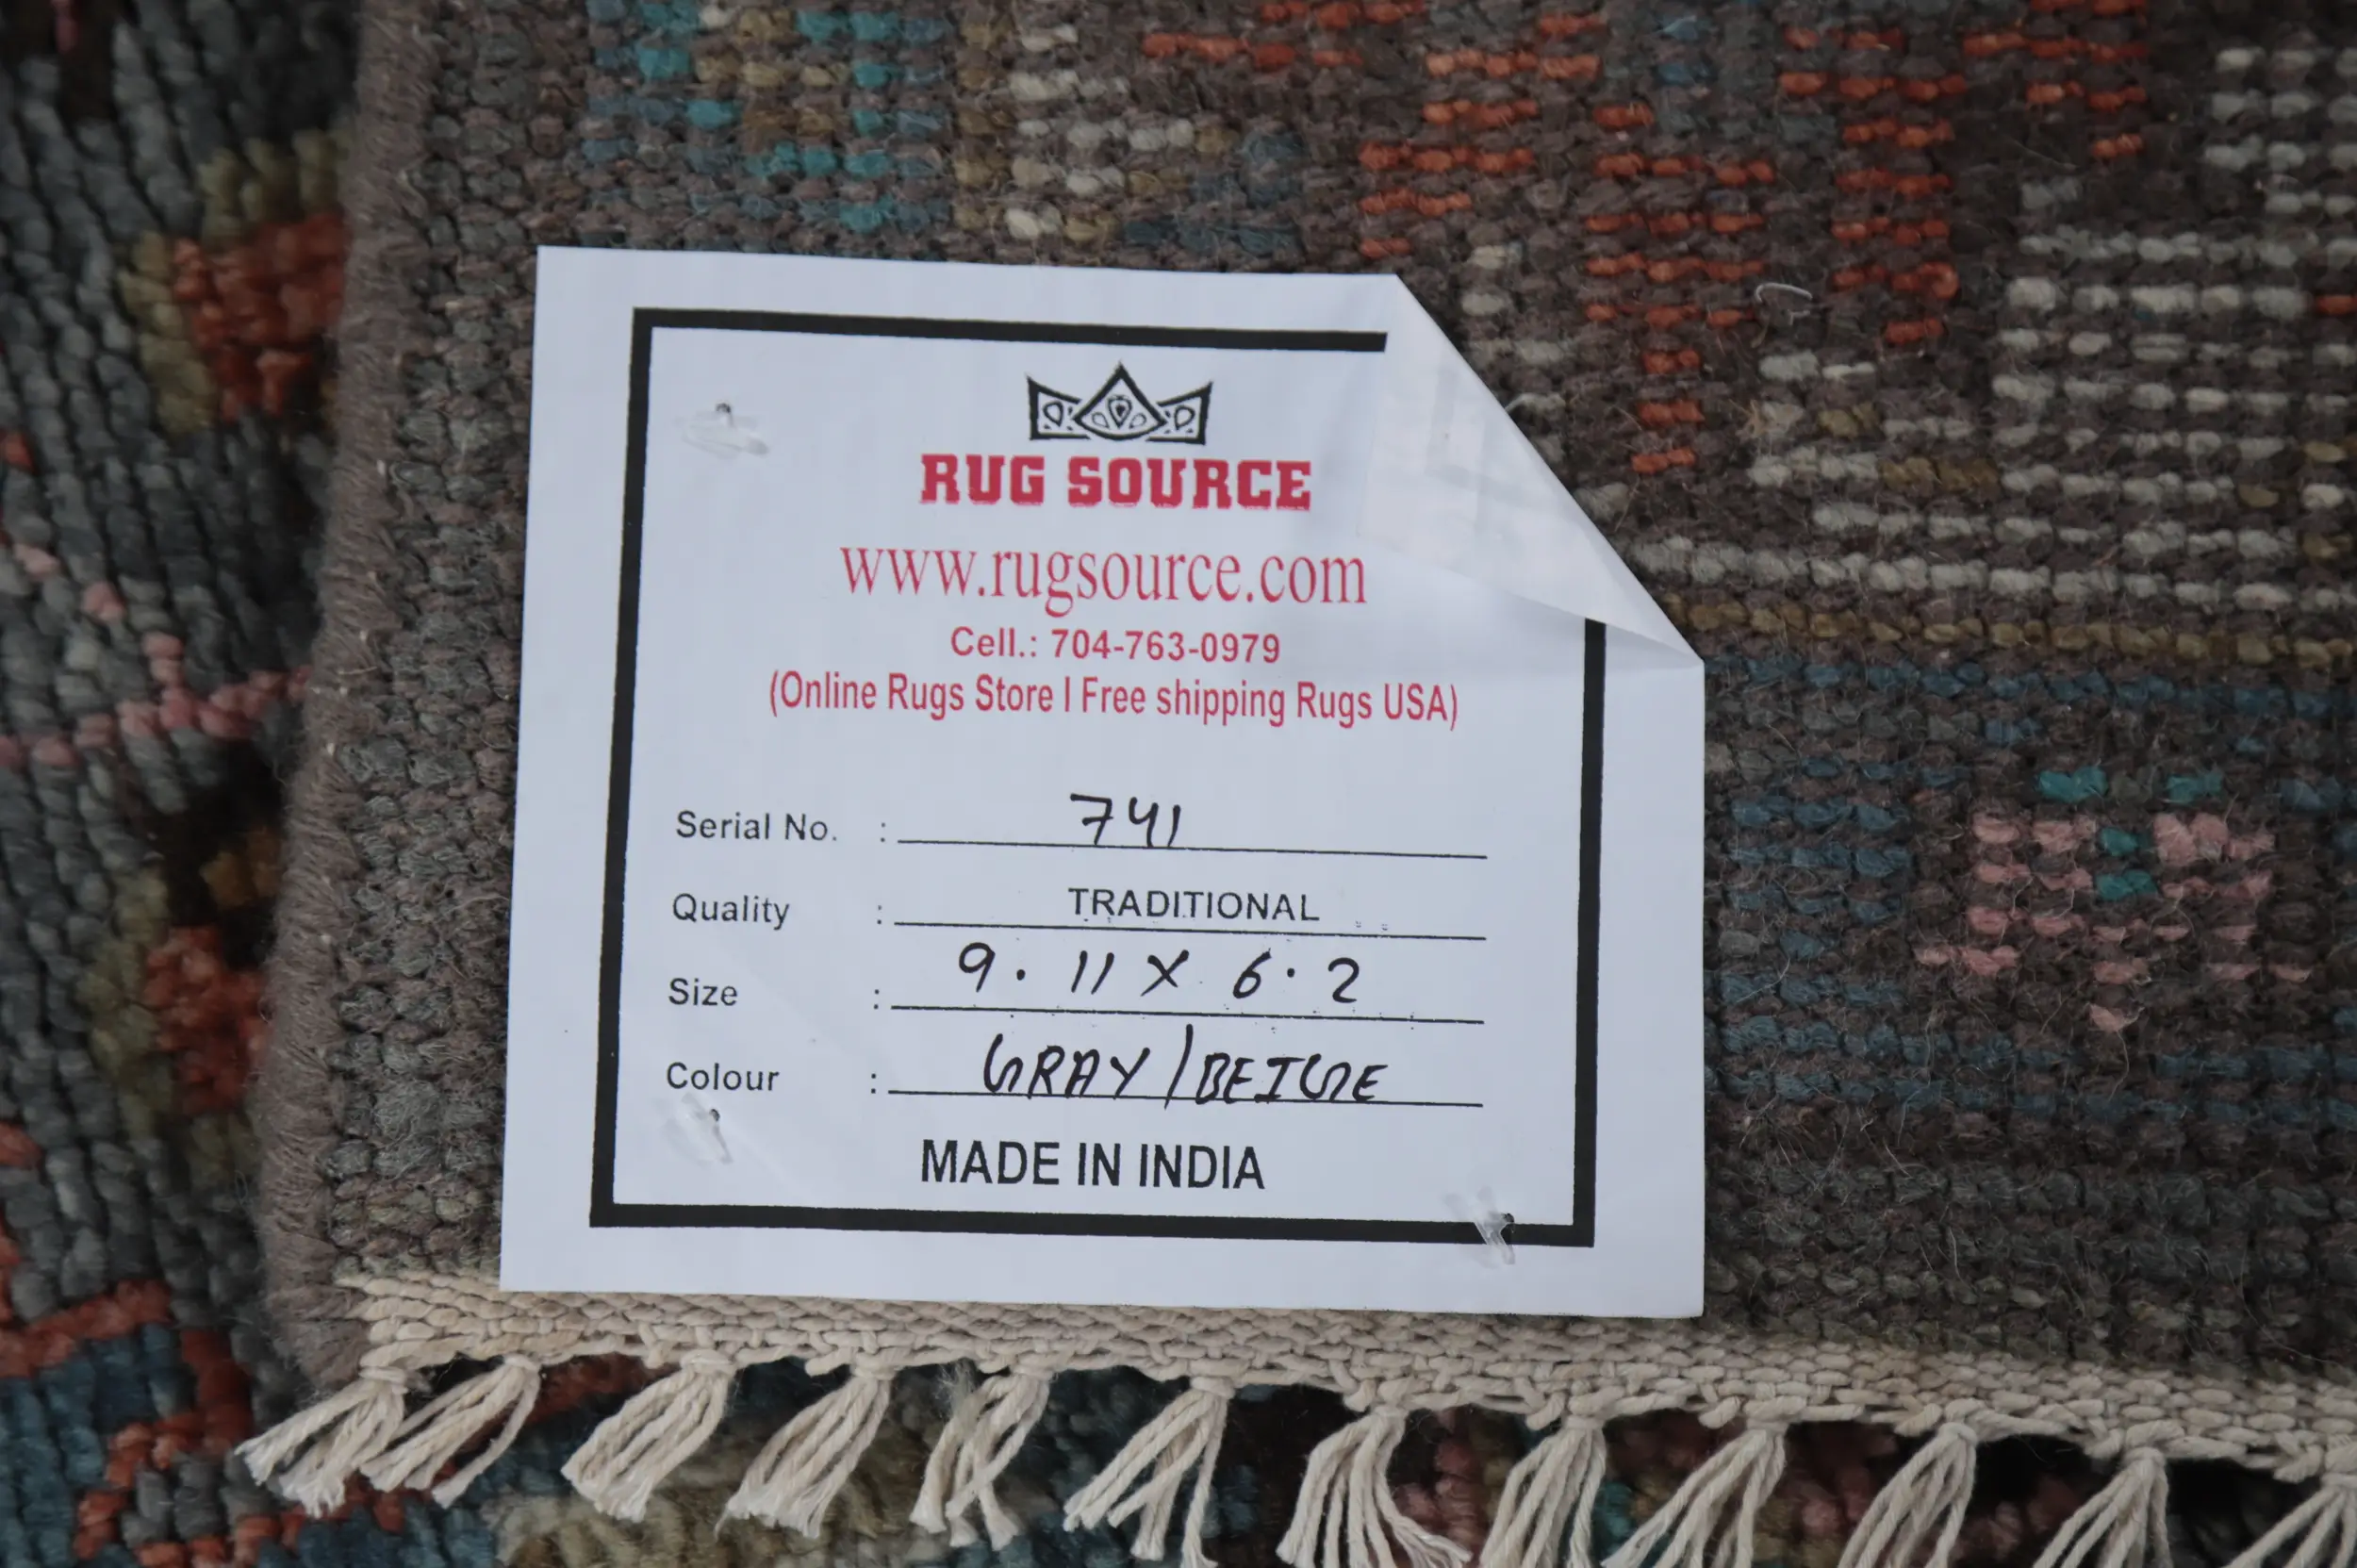 RUG SOURCE
www.rugsource.com
Cell.: 704-763-0979
(Online Rugs Store I Free shipping Rugs USA)
Serial No. : 741
Quality : TRADITIONAL
Size : 9.11 X 6.2
Colour : GRAY/BEIGE
MADE IN INDIA